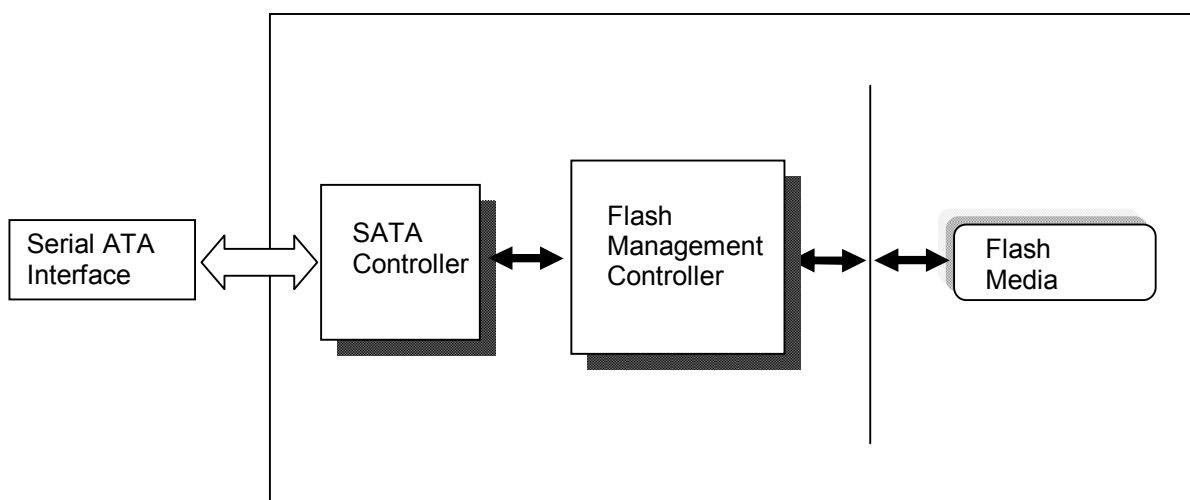 Serial ATA
Interface
SATA
Controller
Flash
Management
Controller
Flash
Media